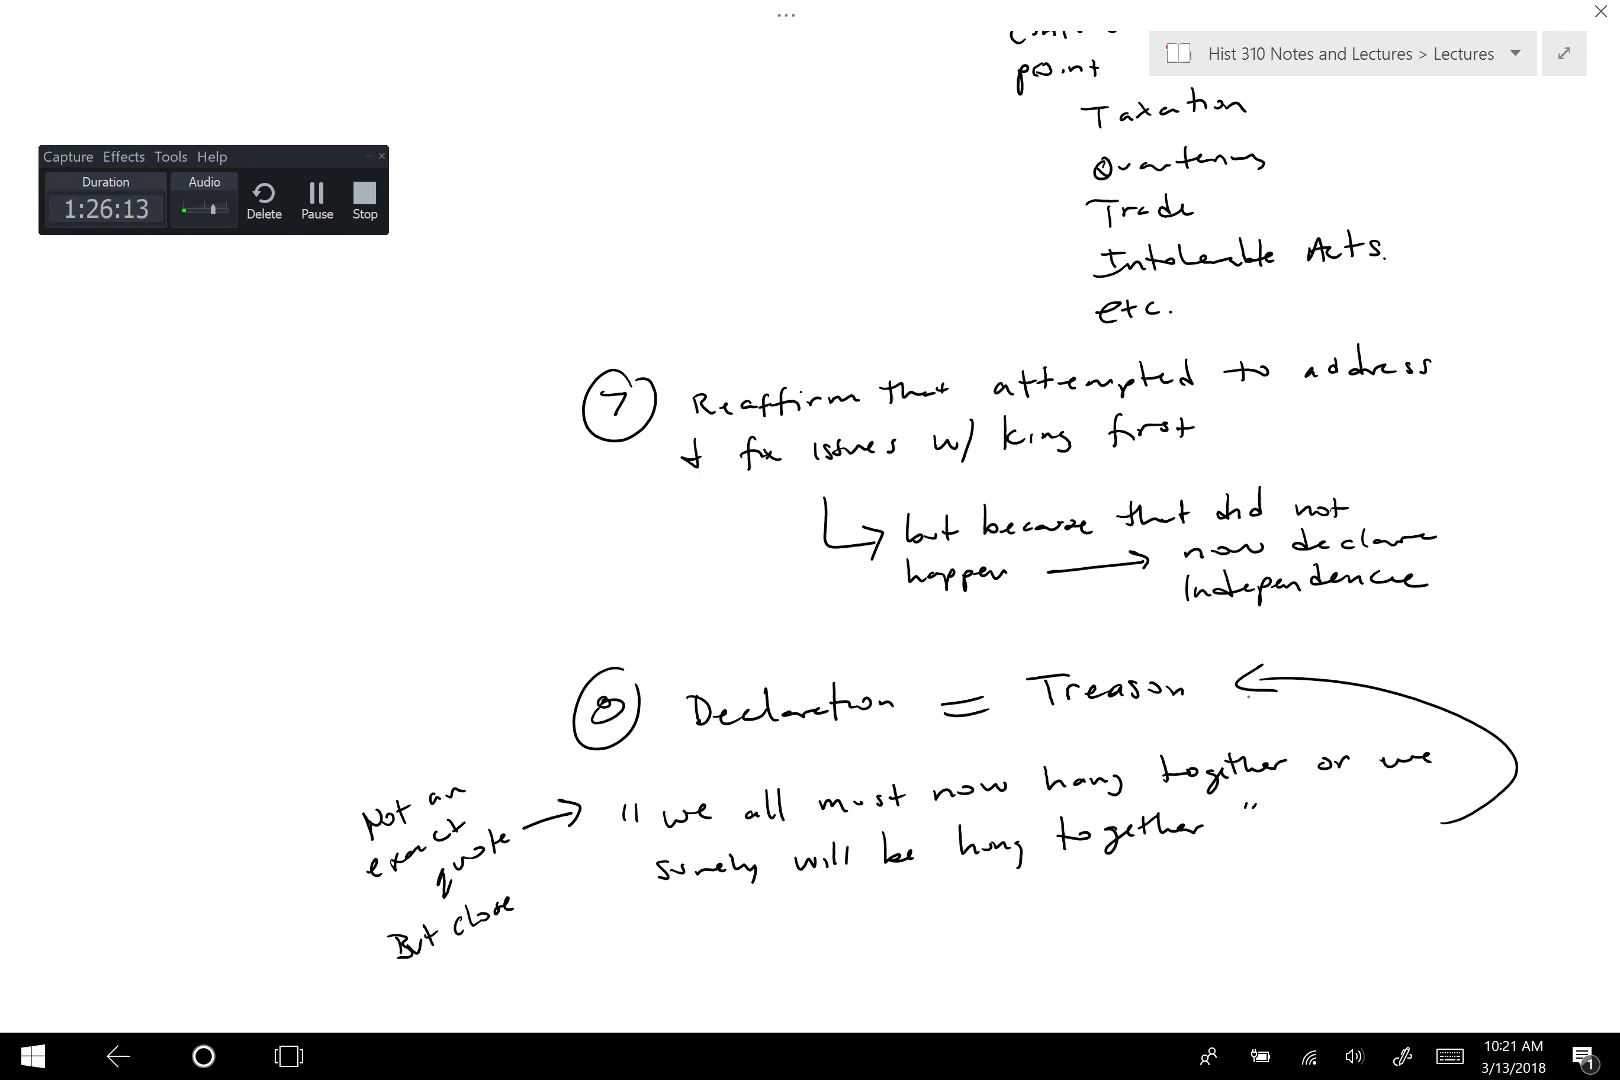 ...
Hist 310 Notes and Lectures > Lectures
point
Taxation
Quartering
Trade
Intolerable Acts.
etc.
Capture Effects Tools Help
Duration
Audio
1:26:13
Delete
Pause
Stop
7 Reaffirm that attempted to address
+ fix issues w/ king first
but because that did not
happen
now declare
Independence
8 Declaration = Treason
Not an
exact
quote
But close
"we all must now hang together or we
surely will be hung together"
10:21 AM
3/13/2018
1